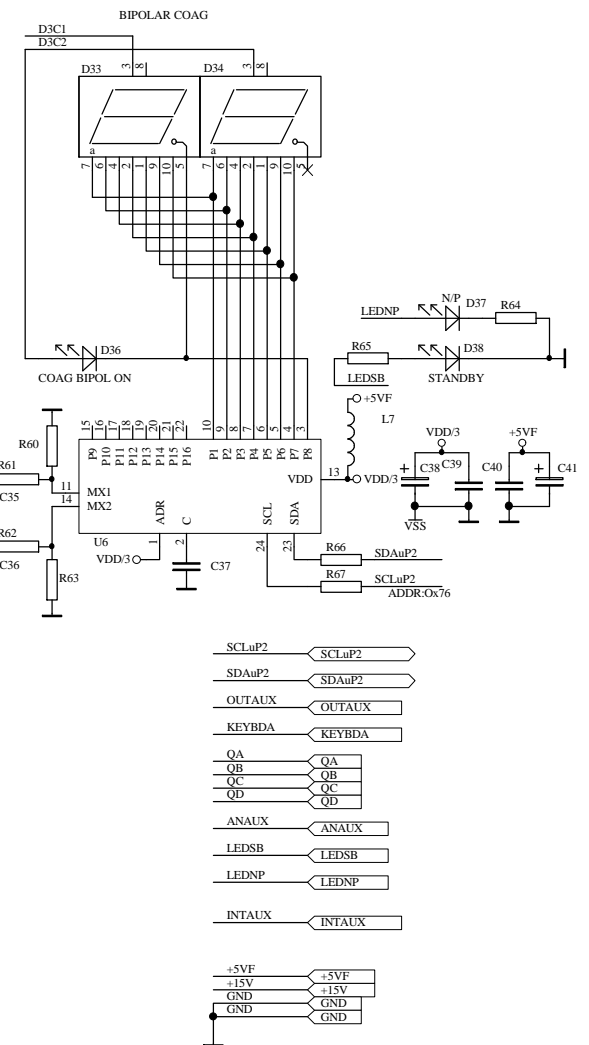 BIPOLAR COAG
D3C1
D3C2
D33
3
8
D34
3
8
a
a
7 6 4 2 1 9 10 5
7 6 4 2 1 9 10 5
N/P
D37
R64
LEDNP
D36
COAG BIPOL ON
R65
D38
LEDSB
STANDBY
+5VF
L7
15 16 17 18 19 20 21 22
10 9 8 7 6 5 4 3
P9 P10 P11 P12 P13 P14 P15 P16
P1 P2 P3 P4 P5 P6 P7 P8
VDD
13
VDD/3
VDD/3
+5VF
C38
C39
C40
C41
+
+
VSS
R60
R61
C35
11
MX1
14
MX2
R62
C36
R63
ADR
C
SCL
SDA
U6
1
2
24
23
VDD/3
C37
R66
SDAuP2
R67
SCLuP2
ADDR:Ox76
SCLuP2 SCLuP2
SDAuP2 SDAuP2
OUTAUX OUTAUX
KEYBDA KEYBDA
QA QA
QB QB
QC QC
QD QD
ANAUX ANAUX
LEDSB LEDSB
LEDNP LEDNP
INTAUX INTAUX
+5VF +5VF
+15V +15V
GND GND
GND GND